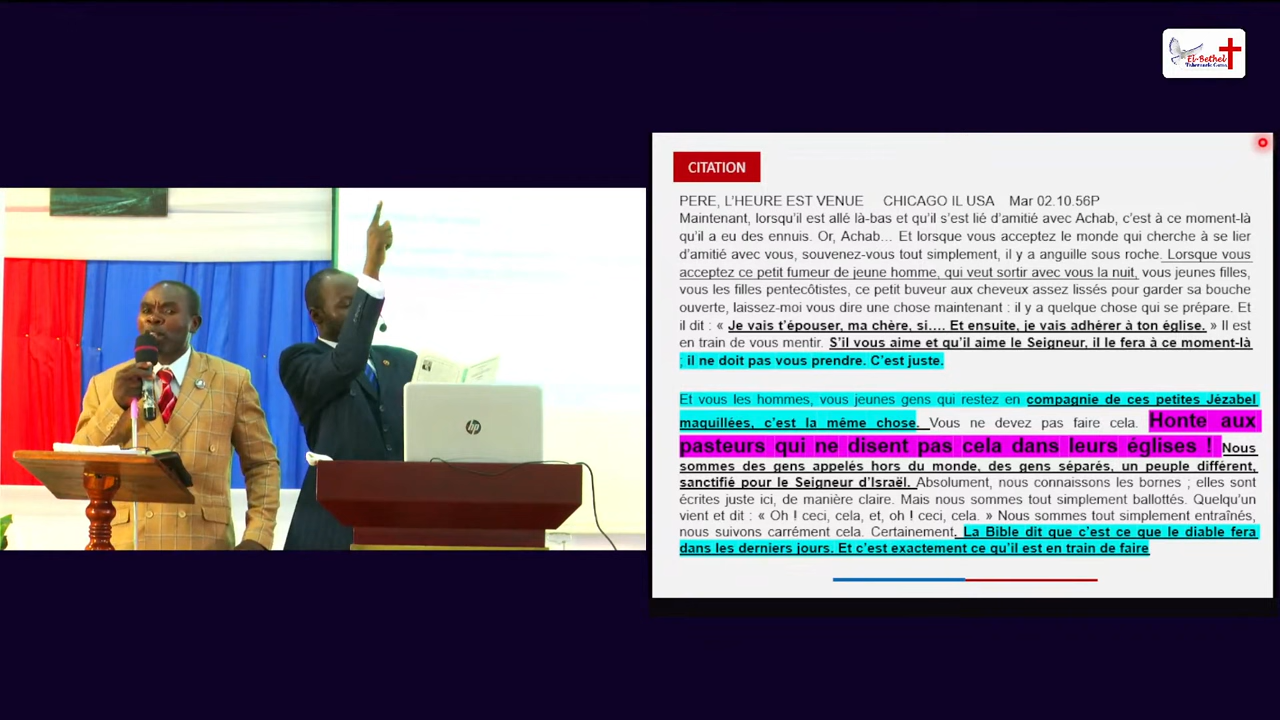 El-Bethel
Tabernacle Goma
CITATION
PERE, L'HEURE EST VENUE CHICAGO IL USA Mar 02.10.56P
Maintenant, lorsqu'il est allé là-bas et qu'il s'est lié d'amitié avec Achab, c'est à ce moment-là
qu'il a eu des ennuis. Or, Achab... Et lorsque vous acceptez le monde qui cherche à se lier
d'amitié avec vous, souvenez-vous tout simplement, il y a anguille sous roche. Lorsque vous
acceptez ce petit fumeur de jeune homme, qui veut sortir avec vous la nuit, vous jeunes filles,
vous les filles pentecôtistes, ce petit buveur aux cheveux assez lissés pour garder sa bouche
ouverte, laissez-moi vous dire une chose maintenant : il y a quelque chose qui se prépare. Et
il dit : « Je vais t'épouser, ma chère, si.... Et ensuite, je vais adhérer à ton église. » Il est
en train de vous mentir. S'il vous aime et qu'il aime le Seigneur, il le fera à ce moment-là
; il ne doit pas vous prendre. C'est juste.
Et vous les hommes, vous jeunes gens qui restez en compagnie de ces petites Jézabel
maquillées, c'est la même chose. Vous ne devez pas faire cela. Honte aux
pasteurs qui ne disent pas cela dans leurs églises ! Nous
sommes des gens appelés hors du monde, des gens séparés, un peuple différent,
sanctifié pour le Seigneur d'Israël. Absolument, nous connaissons les bornes ; elles sont
écrites juste ici, de manière claire. Mais nous sommes tout simplement ballottés. Quelqu'un
vient et dit : « Oh ! ceci, cela, et, oh ! ceci, cela. » Nous sommes tout simplement entraînés,
nous suivons carrément cela. Certainement. La Bible dit que c'est ce que le diable fera
dans les derniers jours. Et c'est exactement ce qu'il est en train de faire
hp